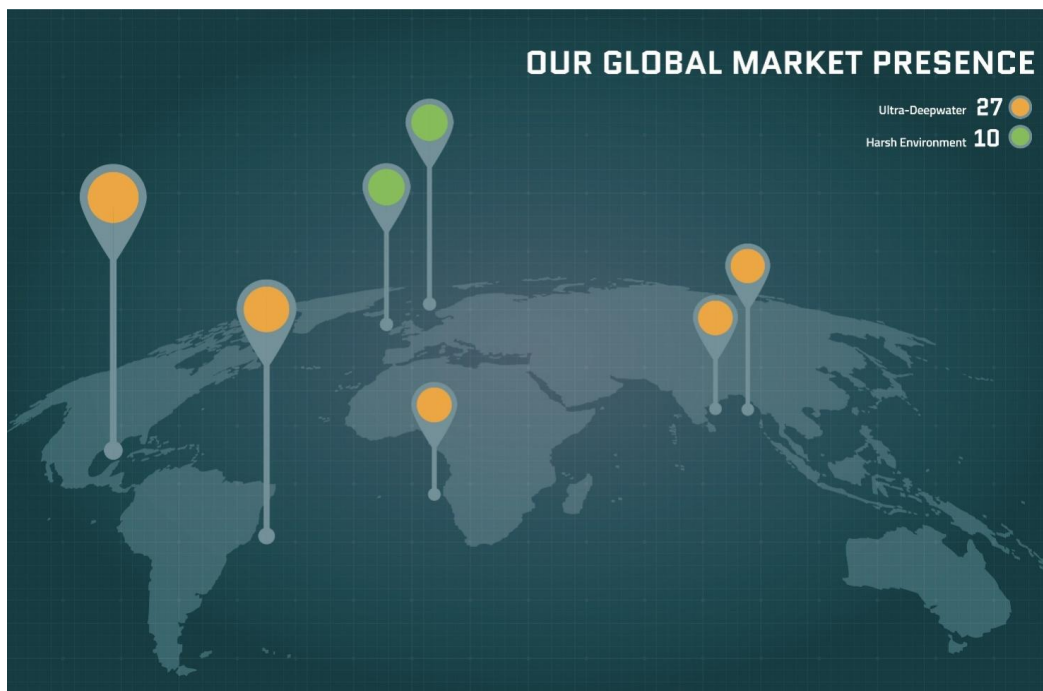 OUR GLOBAL MARKET PRESENCE
Ultra-Deepwater 27
Harsh Environment 10